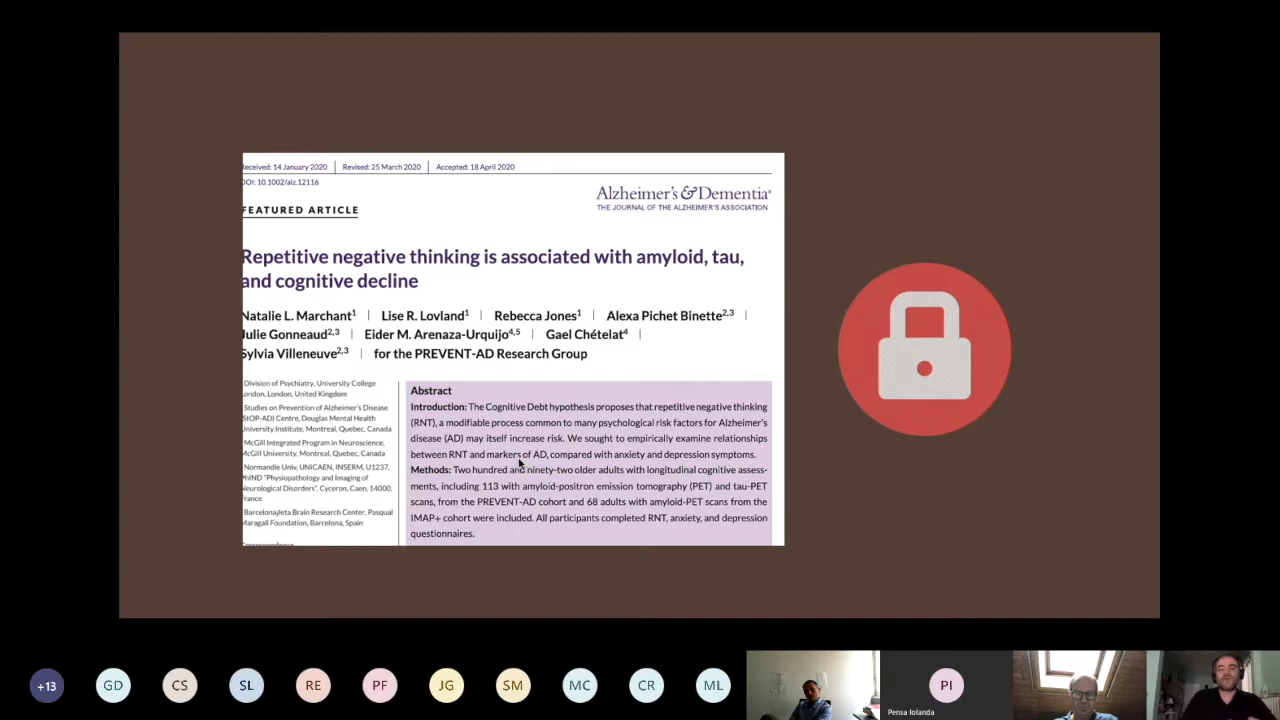 Received: 14 January 2020 | Revised: 25 March 2020 | Accepted: 18 April 2020
DOI: 10.1002/alz.12116
Alzheimer's & Dementia®
THE JOURNAL OF THE ALZHEIMER'S ASSOCIATION
FEATURED ARTICLE
Repetitive negative thinking is associated with amyloid, tau,
and cognitive decline
Natalie L. Marchant1 | Lise R. Lovland1 | Rebecca Jones1 | Alexa Pichet Binette2,3 |
Julie Gonneaud2,3 | Eider M. Arenaza-Urquijo4,5 | Gael Chételat4 |
Sylvia Villeneuve2,3 | for the PREVENT-AD Research Group
Division of Psychiatry, University College
London, London, United Kingdom
Studies on Prevention of Alzheimer's Disease
(StOP-AD) Centre, Douglas Mental Health
University Institute, Montreal, Quebec, Canada
McGill Integrated Program in Neuroscience,
McGill University, Montreal, Quebec, Canada
Normandie Univ, UNICAEN, INSERM, U1237,
PhIND "Physiopathology and Imaging of
Neurological Disorders", Cyceron, Caen, 14000,
France
Barcelonaβeta Brain Research Center, Pasqual
Maragall Foundation, Barcelona, Spain
Correspondence
Abstract
Introduction: The Cognitive Debt hypothesis proposes that repetitive negative thinking
(RNT), a modifiable process common to many psychological risk factors for Alzheimer's
disease (AD) may itself increase risk. We sought to empirically examine relationships
between RNT and markers of AD, compared with anxiety and depression symptoms.
Methods: Two hundred and ninety-two older adults with longitudinal cognitive assess-
ments, including 113 with amyloid-positron emission tomography (PET) and tau-PET
scans, from the PREVENT-AD cohort and 68 adults with amyloid-PET scans from the
IMAP+ cohort were included. All participants completed RNT, anxiety, and depression
questionnaires.
+13 GD CS SL RE PF JG SM MC CR ML PI
Pensa Iolanda